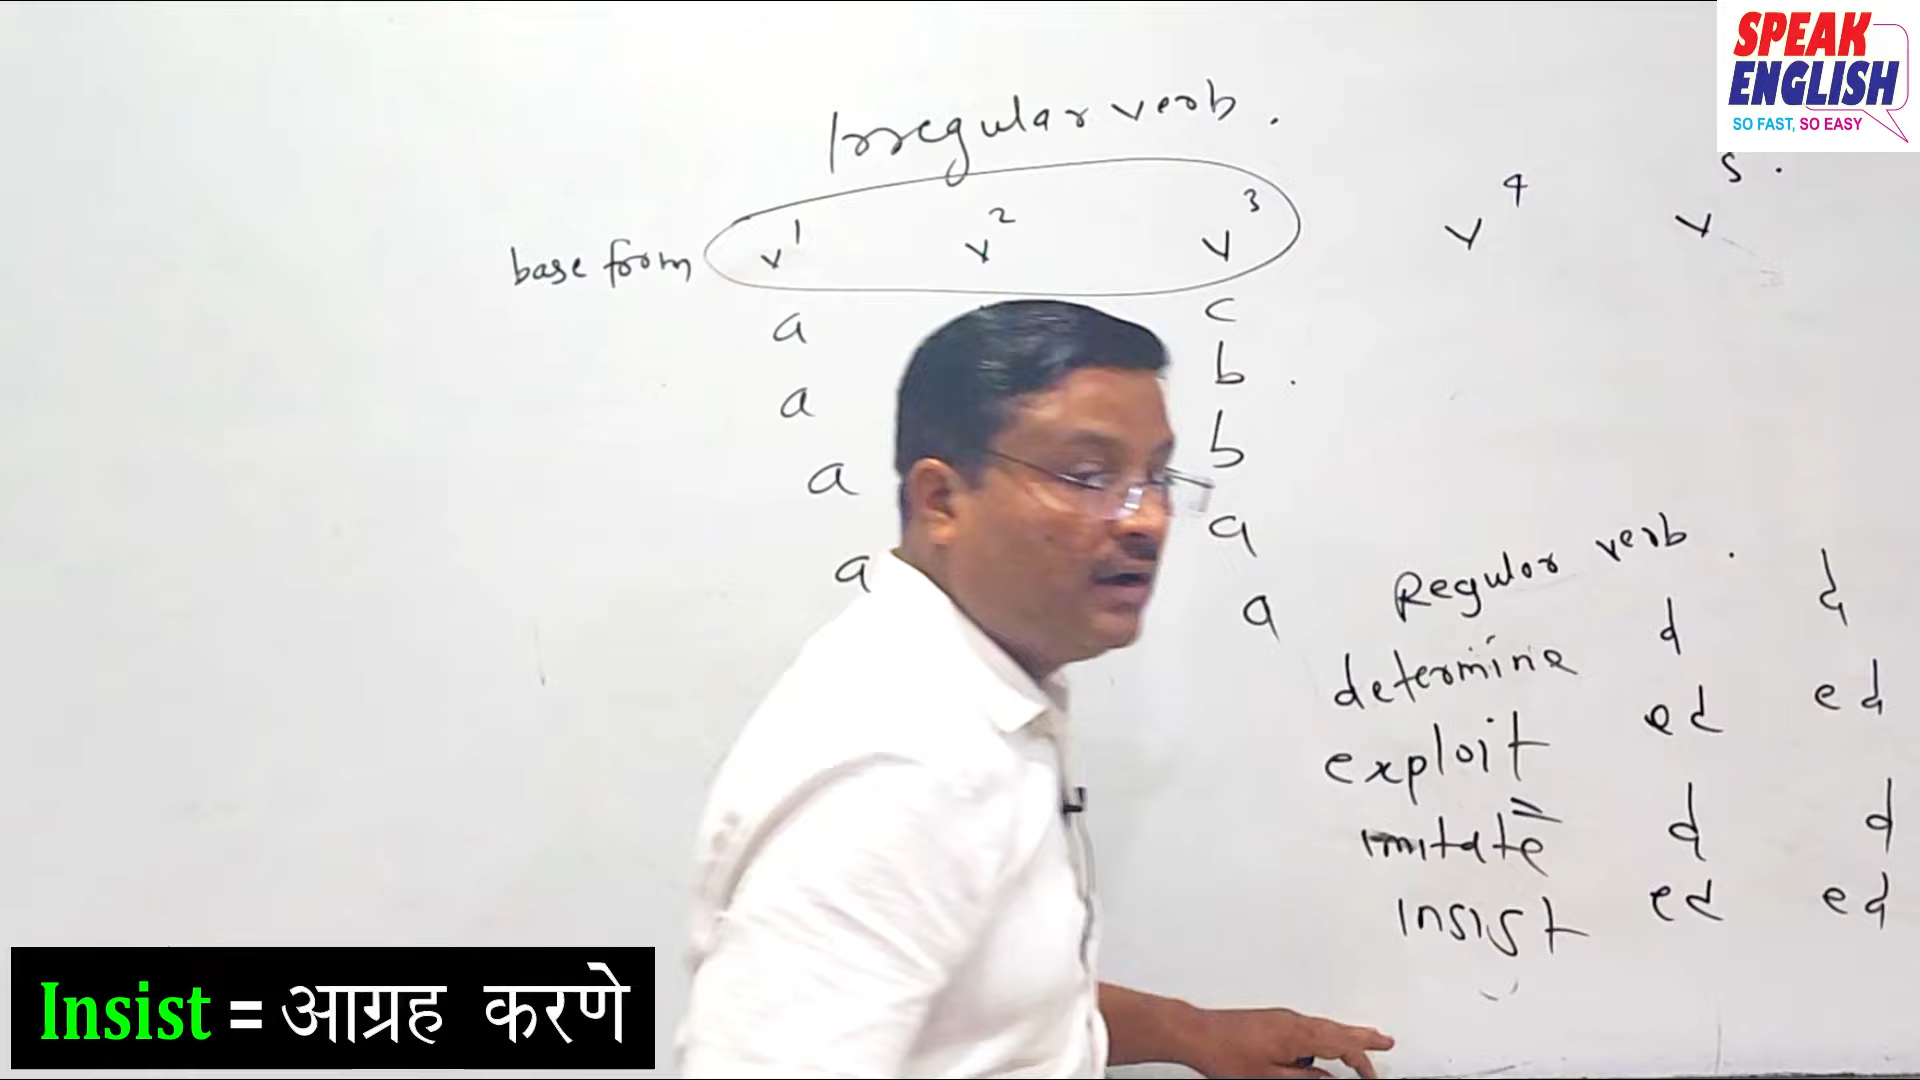 SPEAK
ENGLISH
SO FAST, SO EASY
Irregular verb.
base form v1 v2 v3 v4 v5.
a c
a b.
a b
a a
a
Regular verb.
determine d d
exploit ed ed
imitate d d
insist ed ed
Insist = आग्रह करणे